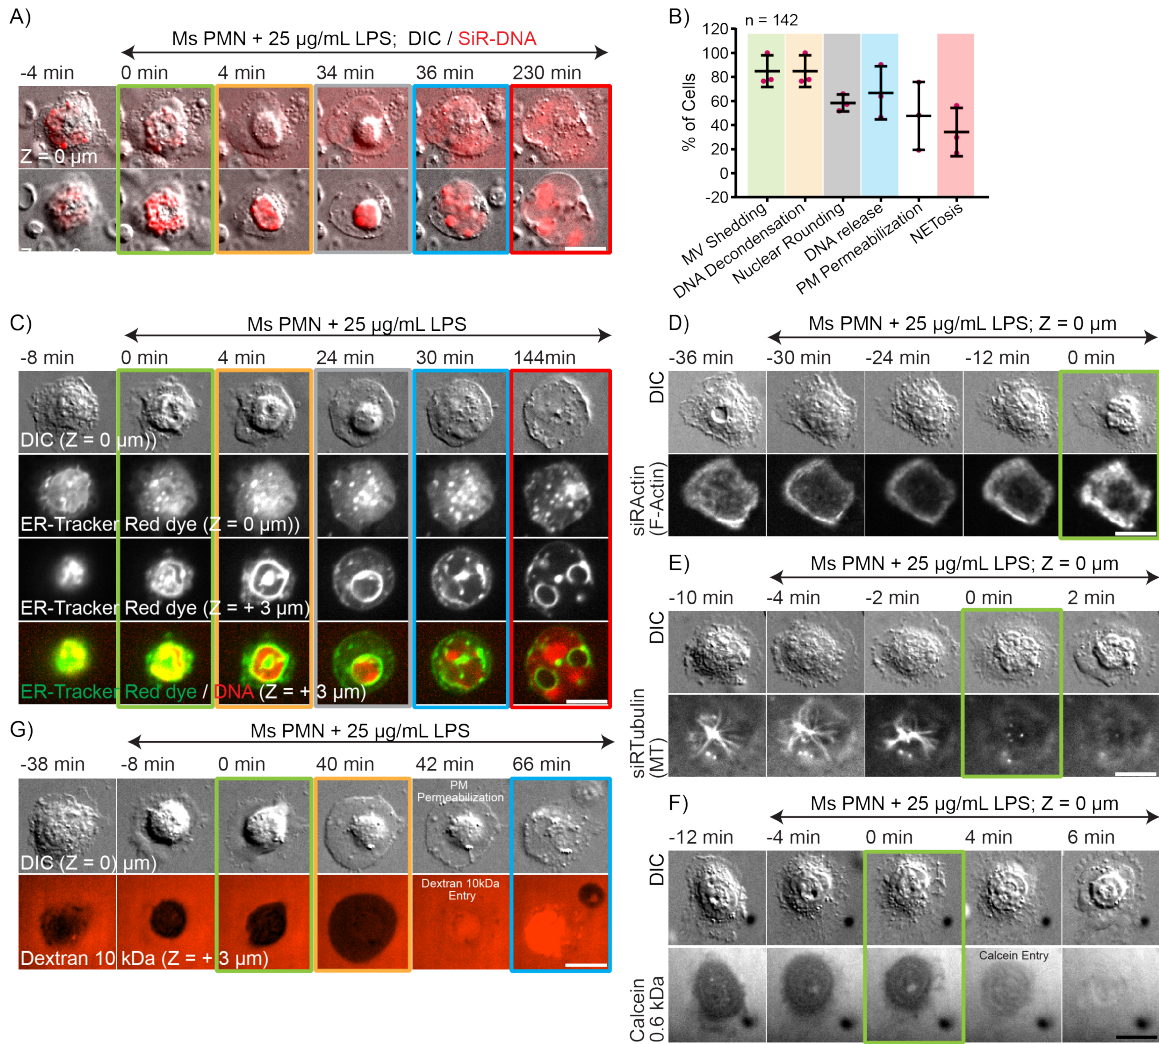 A)
Ms PMN + 25 µg/mL LPS; DIC / SiR-DNA
-4 min 0 min 4 min 34 min 36 min 230 min
Z = 0 µm
B)
n = 142
120
100
80
60
40
20
0
-20
% of Cells
MV Shedding
DNA Decondensation
Nuclear Rounding
DNA release
PM Permeabilization
NETosis
C)
Ms PMN + 25 µg/mL LPS
-8 min 0 min 4 min 24 min 30 min 144min
DIC (Z = 0 µm))
ER-Tracker Red dye (Z = 0 µm))
ER-Tracker Red dye (Z = + 3 µm)
ER-Tracker Red dye / DNA (Z = + 3 µm)
D)
Ms PMN + 25 µg/mL LPS; Z = 0 µm
-36 min -30 min -24 min -12 min 0 min
DIC
siRActin
(F-Actin)
E)
Ms PMN + 25 µg/mL LPS; Z = 0 µm
-10 min -4 min -2 min 0 min 2 min
DIC
siRTubulin
(MT)
G)
Ms PMN + 25 µg/mL LPS
-38 min -8 min 0 min 40 min 42 min 66 min
PM
Permeabilization
DIC (Z = 0) µm)
Dextran 10kDa
Entry
Dextran 10 kDa (Z = + 3 µm)
F)
Ms PMN + 25 µg/mL LPS; Z = 0 µm
-12 min -4 min 0 min 4 min 6 min
DIC
Calcein Entry
Calcein
0.6 kDa